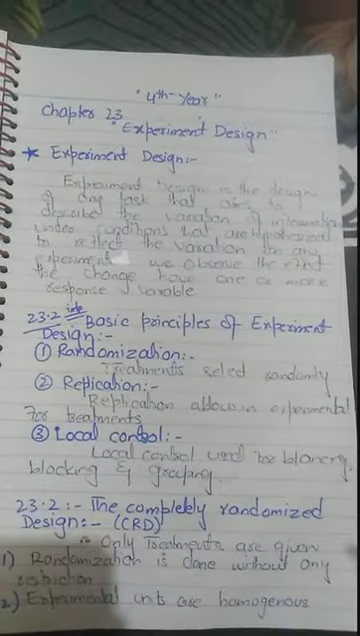 "4th-Year"
Chapter 23
"Experiment Design"
* Experiment Design:-
Experiment Design is the design
of any task that aims to
described the variation of information
under conditions that are hypothesized
to reflect the variation the any
experiment we observe the effect
the change have one or more
response variable
23.2 imp Basic principles of Experiment
Design:-
① Randomization:-
Treatments select randomly
② Replication:-
Replication allows in experimental
For treatments
③ Local control:-
Local control used for blancing
blocking & grouping.
23.2:- The completely randomized
Design:- (CRD)
Only Treatments are given
1) Randomization is done without any
restriction
2) Experimental units are homogenous